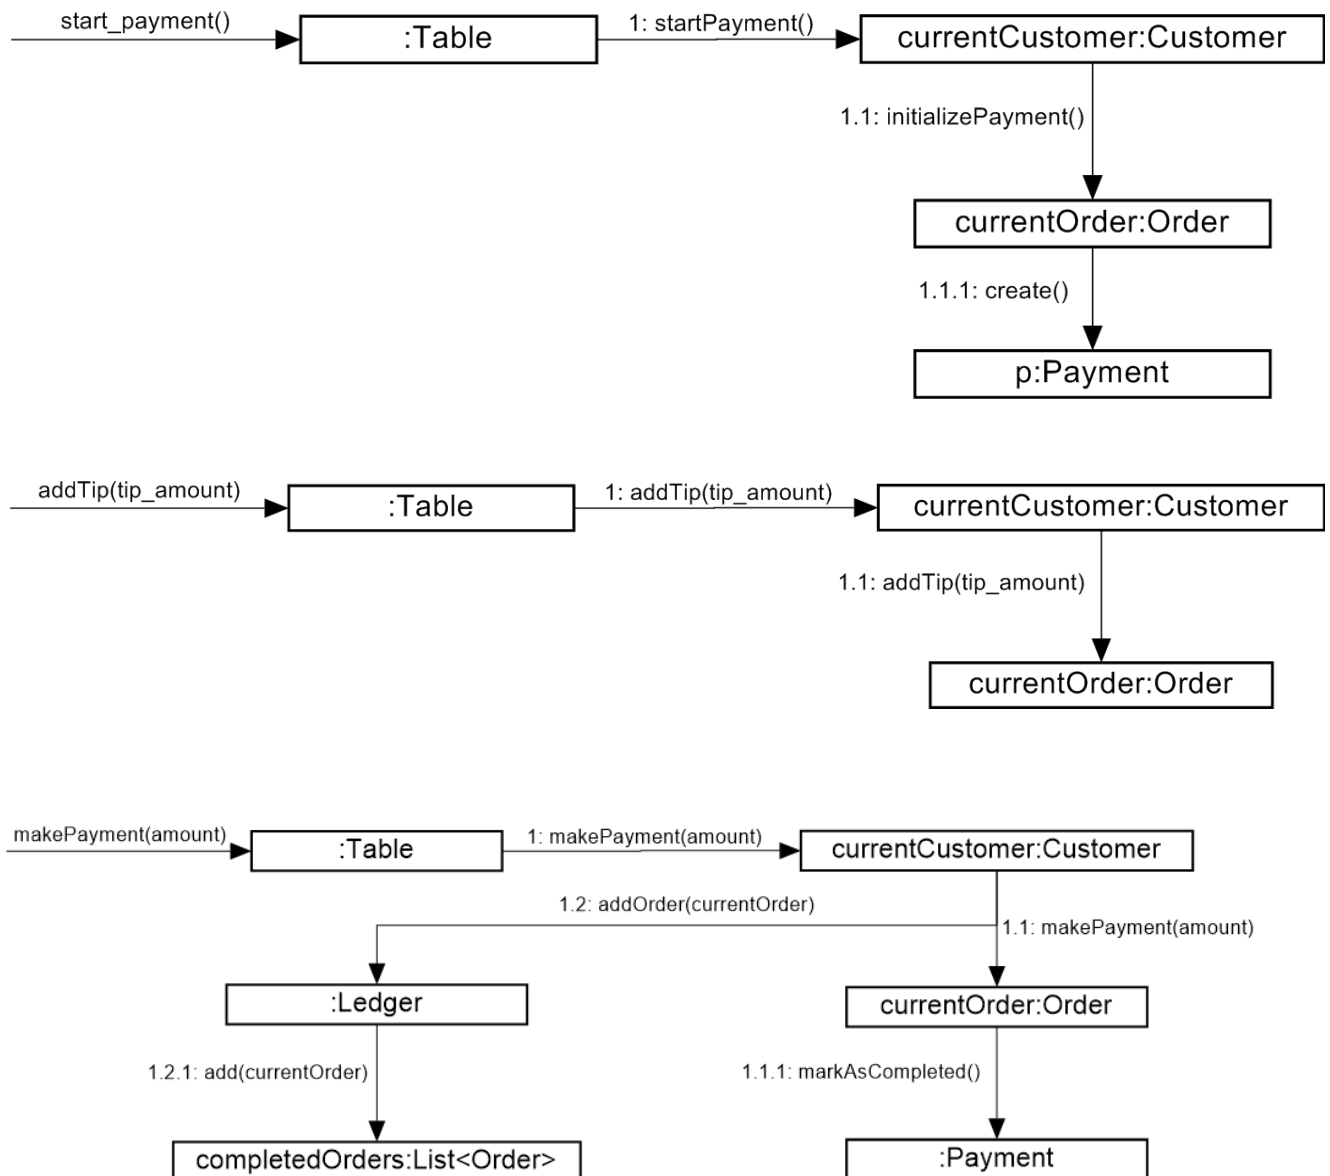 start_payment()
:Table
1: startPayment()
currentCustomer:Customer
1.1: initializePayment()
currentOrder:Order
1.1.1: create()
p:Payment
addTip(tip_amount)
:Table
1: addTip(tip_amount)
currentCustomer:Customer
1.1: addTip(tip_amount)
currentOrder:Order
makePayment(amount)
:Table
1: makePayment(amount)
currentCustomer:Customer
1.2: addOrder(currentOrder)
1.1: makePayment(amount)
:Ledger
currentOrder:Order
1.2.1: add(currentOrder)
1.1.1: markAsCompleted()
completedOrders:List<Order>
:Payment